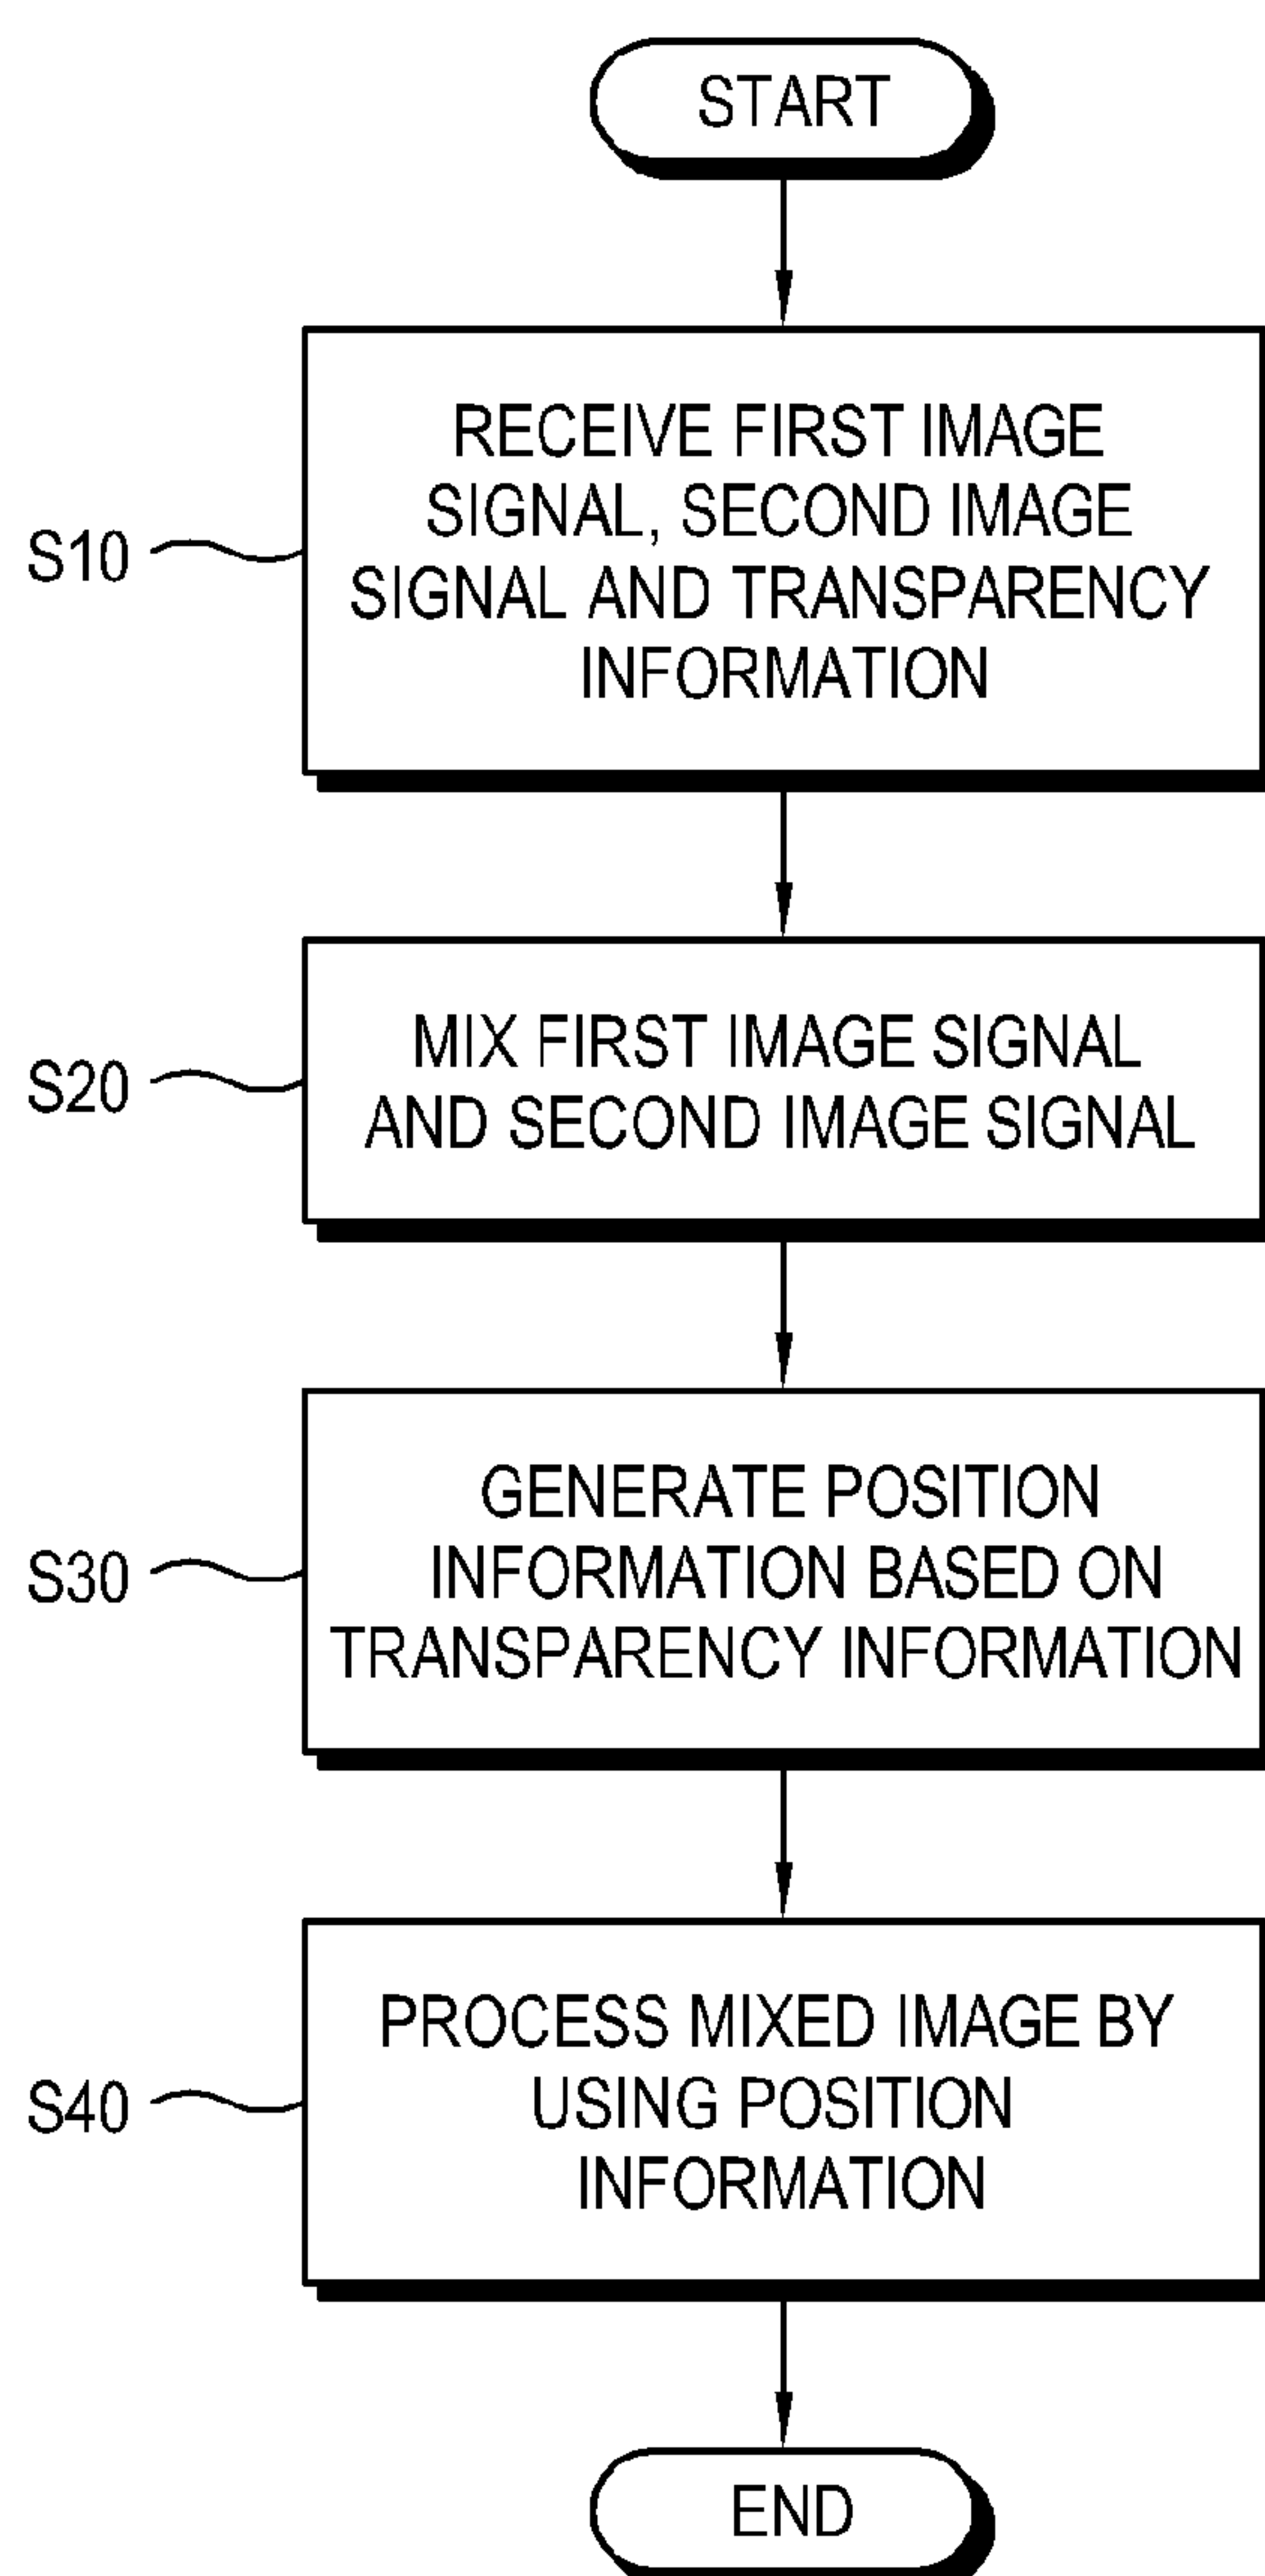 START
RECEIVE FIRST IMAGE
SIGNAL, SECOND IMAGE
SIGNAL AND TRANSPARENCY
INFORMATION
S10
MIX FIRST IMAGE SIGNAL
AND SECOND IMAGE SIGNAL
S20
GENERATE POSITION
INFORMATION BASED ON
TRANSPARENCY INFORMATION
S30
PROCESS MIXED IMAGE BY
USING POSITION
INFORMATION
S40
END